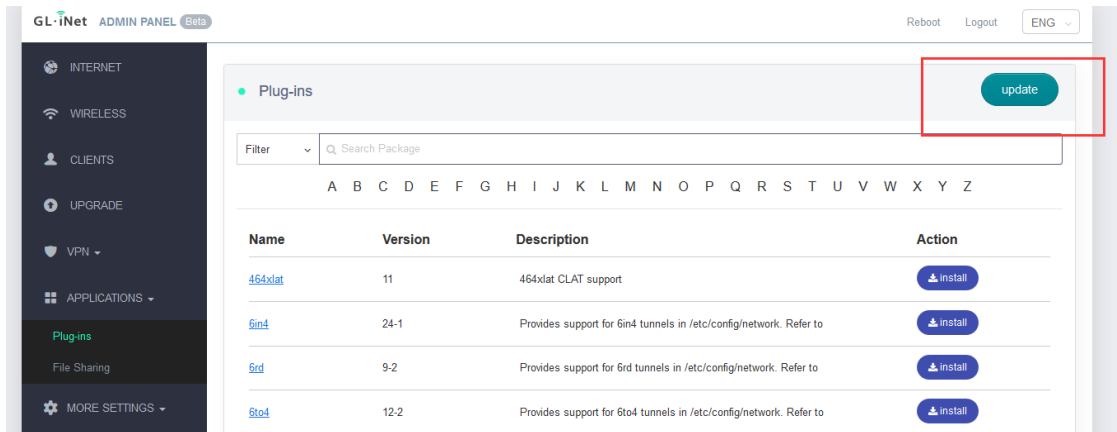 GL·iNet ADMIN PANEL Beta Reboot Logout ENG
INTERNET
WIRELESS
CLIENTS
UPGRADE
VPN
APPLICATIONS
Plug-ins
File Sharing
MORE SETTINGS
Plug-ins update
Filter Search Package
A B C D E F G H I J K L M N O P Q R S T U V W X Y Z
Name Version Description Action
464xlat 11 464xlat CLAT support install
6in4 24-1 Provides support for 6in4 tunnels in /etc/config/network. Refer to install
6rd 9-2 Provides support for 6rd tunnels in /etc/config/network. Refer to install
6to4 12-2 Provides support for 6to4 tunnels in /etc/config/network. Refer to install